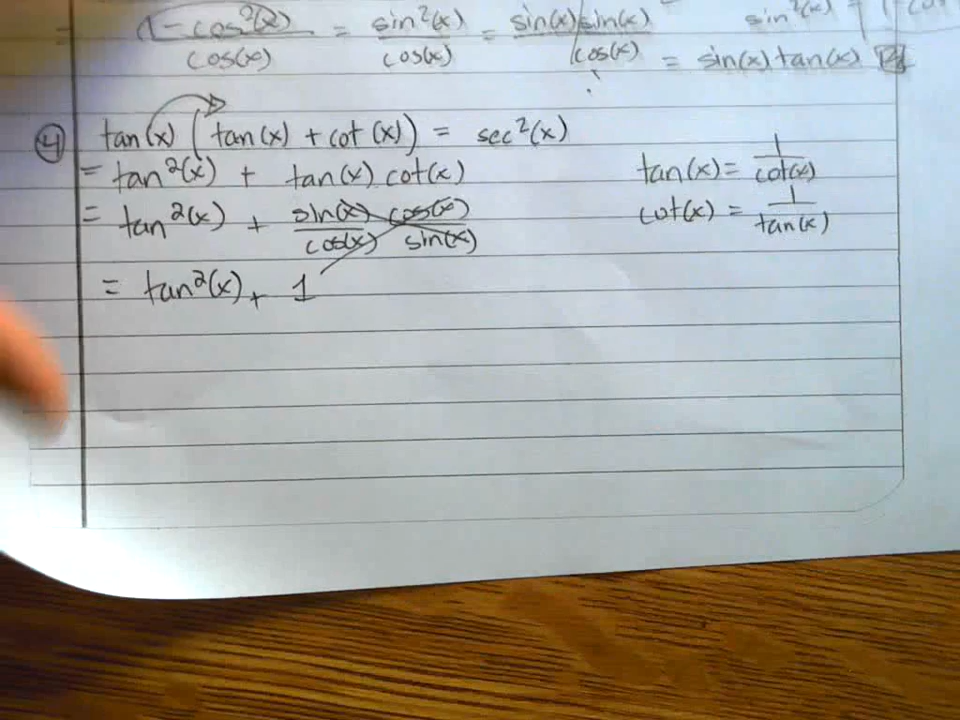 = 1-cos²(x)/cos(x) = sin²(x)/cos(x) = sin(x)sin(x)/cos(x) = sin(x)tan(x)
sin²(x) =
④ tan(x) (tan(x) + cot(x)) = sec²(x)
= tan²(x) + tan(x) cot(x)
= tan²(x) + sin(x)/cos(x) cos(x)/sin(x)
= tan²(x) + 1
tan(x) = 1/cot(x)
cot(x) = 1/tan(x)